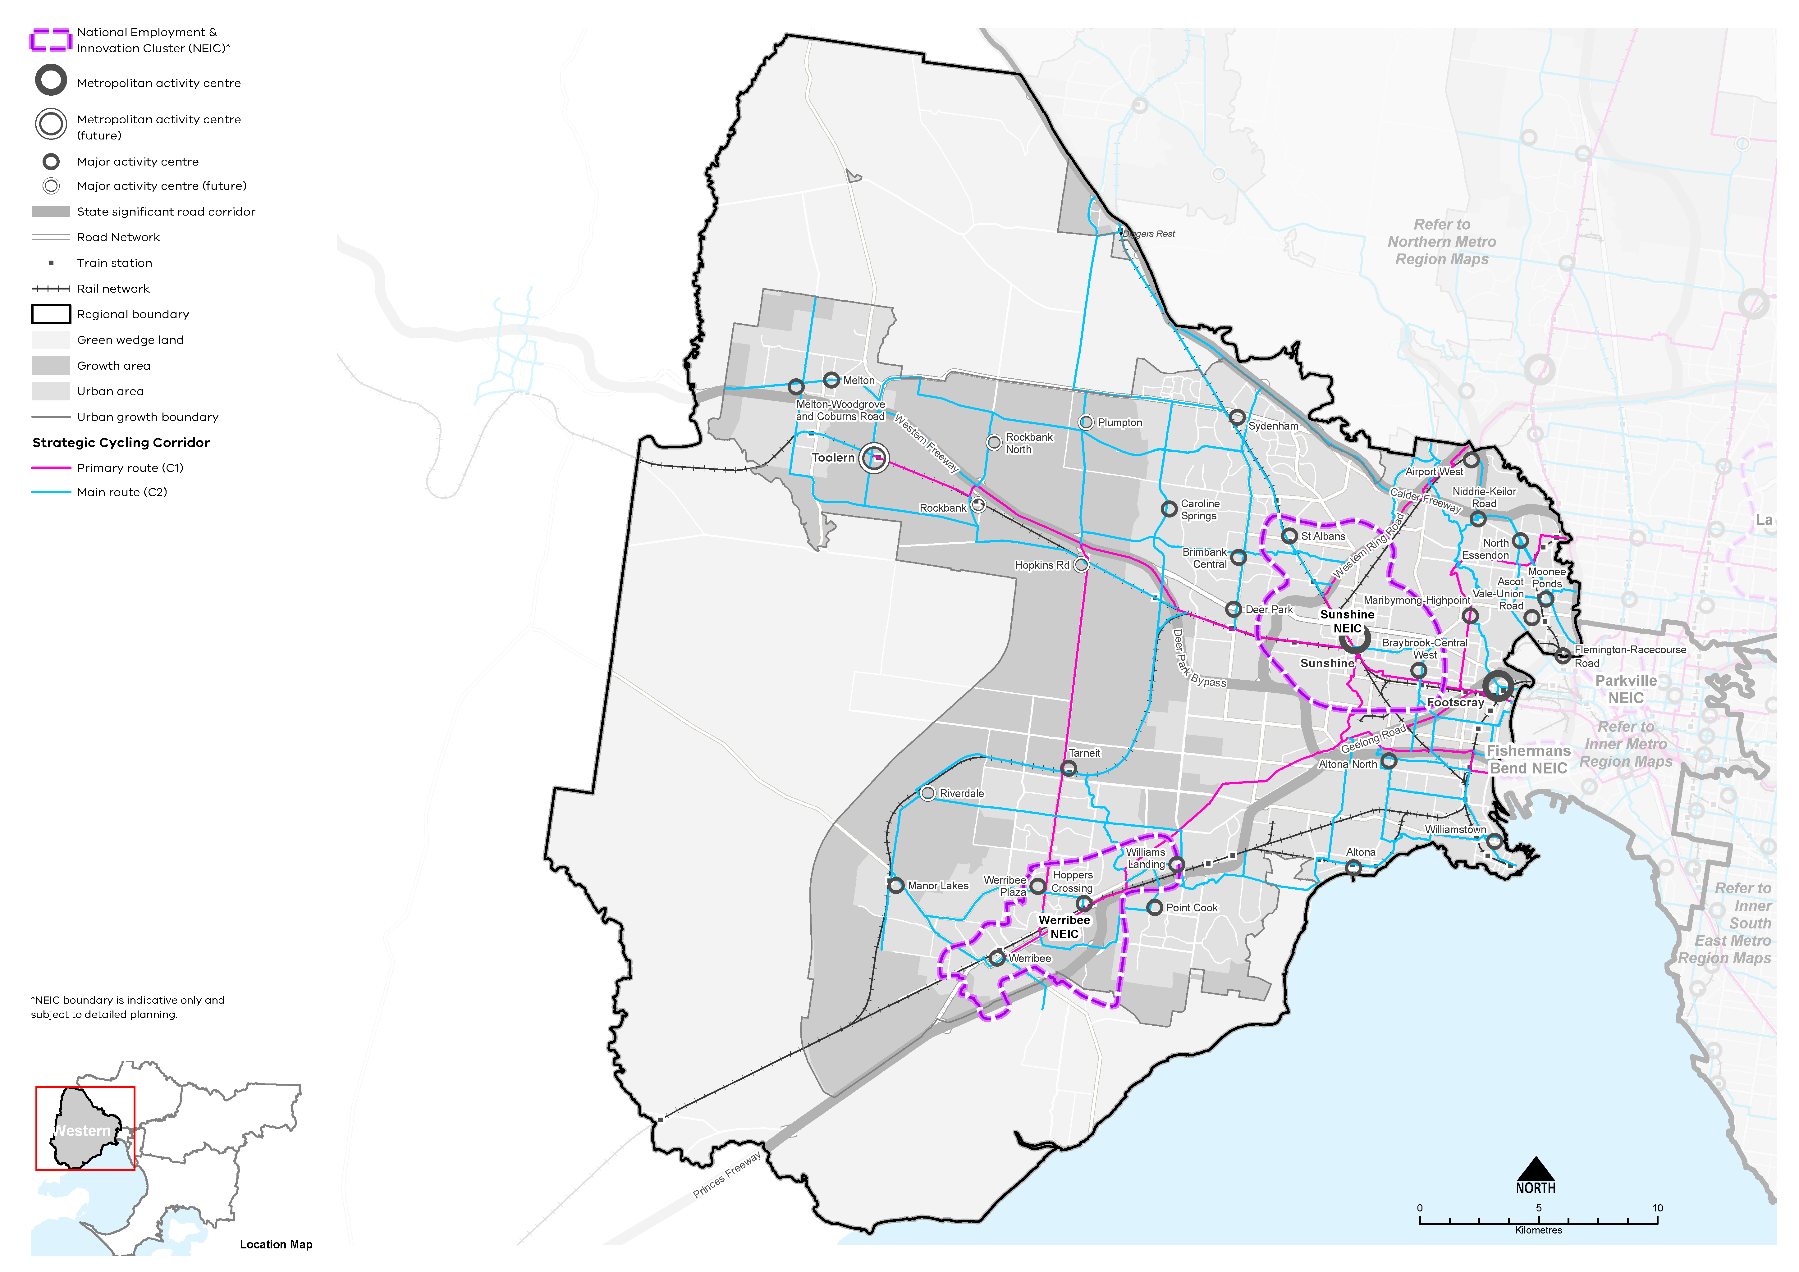 National Employment &
Innovation Cluster (NEIC)^
Metropolitan activity centre
Metropolitan activity centre
(future)
Major activity centre
Major activity centre (future)
State significant road corridor
Road Network
Train station
Rail network
Regional boundary
Green wedge land
Growth area
Urban area
Urban growth boundary
Strategic Cycling Corridor
Primary route (C1)
Main route (C2)
^NEIC boundary is indicative only and
subject to detailed planning.
Western
Location Map
Refer to
Northern Metro
Region Maps
Diggers Rest
Melton
Melton-Woodgrove
and Coburns Road
Western Freeway
Toolern
Rockbank
North
Rockbank
Plumpton
Sydenham
Caroline
Springs
Hopkins Rd
Brimbank
Central
St Albans
Deer Park
Airport West
Calder Freeway
Niddrie-Keilor
Road
North
Essendon
Western Ring Road
Moonee
Ponds
Ascot
Vale-Union
Road
Maribyrnong-Highpoint
Sunshine
NEIC
Sunshine
Braybrook-Central
West
Flemington-Racecourse
Road
Parkville
NEIC
Footscray
Deer Park Bypass
Geelong Road
Altona North
Fishermans
Bend NEIC
Refer to
Inner Metro
Region Maps
La
Tarneit
Riverdale
Williamstown
Altona
Williams
Landing
Hoppers
Crossing
Werribee
Plaza
Manor Lakes
Point Cook
Werribee
NEIC
Werribee
Refer to
Inner
South
East Metro
Region Maps
Princes Freeway
NORTH
0 5 10
Kilometres